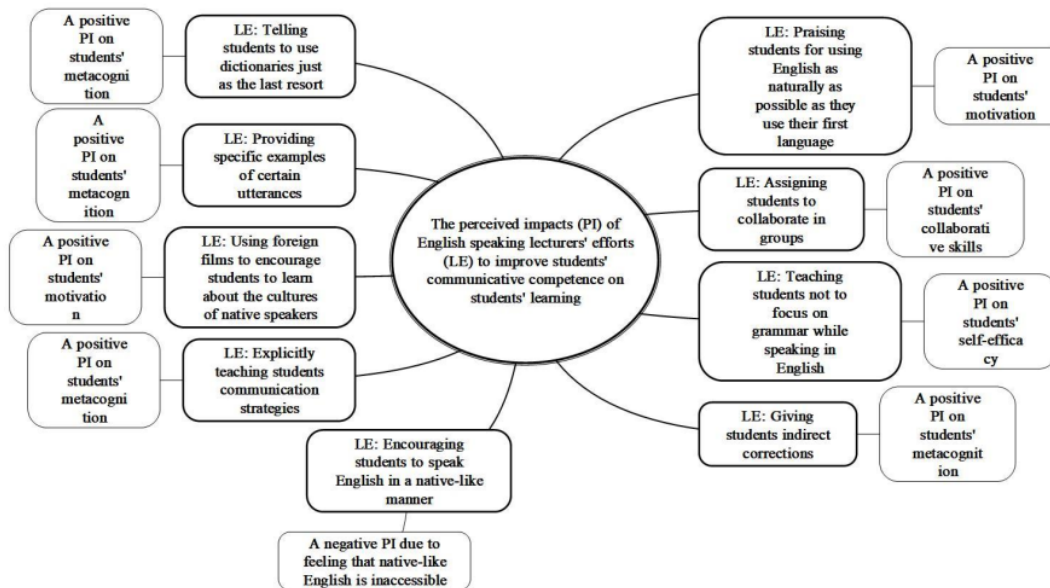 A positive
PI on
students'
metacogni
tion
LE: Telling
students to use
dictionaries just
as the last resort
A
positive
PI on
students'
metacogn
ition
LE: Providing
specific examples
of certain
utterances
A positive
PI on
students'
motivatio
n
LE: Using foreign
films to encourage
students to learn
about the cultures
of native speakers
A positive
PI on
students'
metacogni
tion
LE: Explicitly
teaching students
communication
strategies
LE: Encouraging
students to speak
English in a native-like
manner
A negative PI due to
feeling that native-like
English is inaccessible
The perceived impacts (PI) of
English speaking lecturers' efforts
(LE) to improve students'
communicative competence on
students' learning
LE: Praising
students for using
English as
naturally as
possible as they
use their first
language
A positive
PI on
students'
motivation
LE: Assigning
students to
collaborate in
groups
A positive
PI on
students'
collaborati
ve skills
LE: Teaching
students not to
focus on
grammar while
speaking in
English
A positive
PI on
students'
self-effica
cy
LE: Giving
students indirect
corrections
A positive
PI on
students'
metacognit
ion